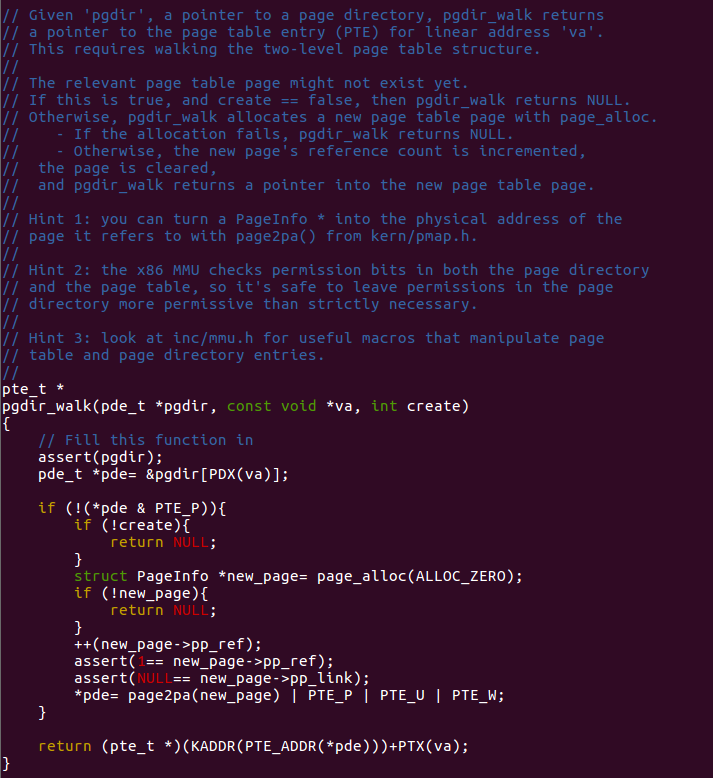 // Given 'pgdir', a pointer to a page directory, pgdir_walk returns
// a pointer to the page table entry (PTE) for linear address 'va'.
// This requires walking the two-level page table structure.
//
// The relevant page table page might not exist yet.
// If this is true, and create == false, then pgdir_walk returns NULL.
// Otherwise, pgdir_walk allocates a new page table page with page_alloc.
//    - If the allocation fails, pgdir_walk returns NULL.
//    - Otherwise, the new page's reference count is incremented,
//  the page is cleared,
//  and pgdir_walk returns a pointer into the new page table page.
//
// Hint 1: you can turn a PageInfo * into the physical address of the
// page it refers to with page2pa() from kern/pmap.h.
//
// Hint 2: the x86 MMU checks permission bits in both the page directory
// and the page table, so it's safe to leave permissions in the page
// directory more permissive than strictly necessary.
//
// Hint 3: look at inc/mmu.h for useful macros that manipulate page
// table and page directory entries.
//
pte_t *
pgdir_walk(pde_t *pgdir, const void *va, int create)
{
    // Fill this function in
    assert(pgdir);
    pde_t *pde= &pgdir[PDX(va)];

    if (!(*pde & PTE_P)){
        if (!create){
            return NULL;
        }
        struct PageInfo *new_page= page_alloc(ALLOC_ZERO);
        if (!new_page){
            return NULL;
        }
        ++(new_page->pp_ref);
        assert(1== new_page->pp_ref);
        assert(NULL== new_page->pp_link);
        *pde= page2pa(new_page) | PTE_P | PTE_U | PTE_W;
    }

    return (pte_t *)(KADDR(PTE_ADDR(*pde)))+PTX(va);
}